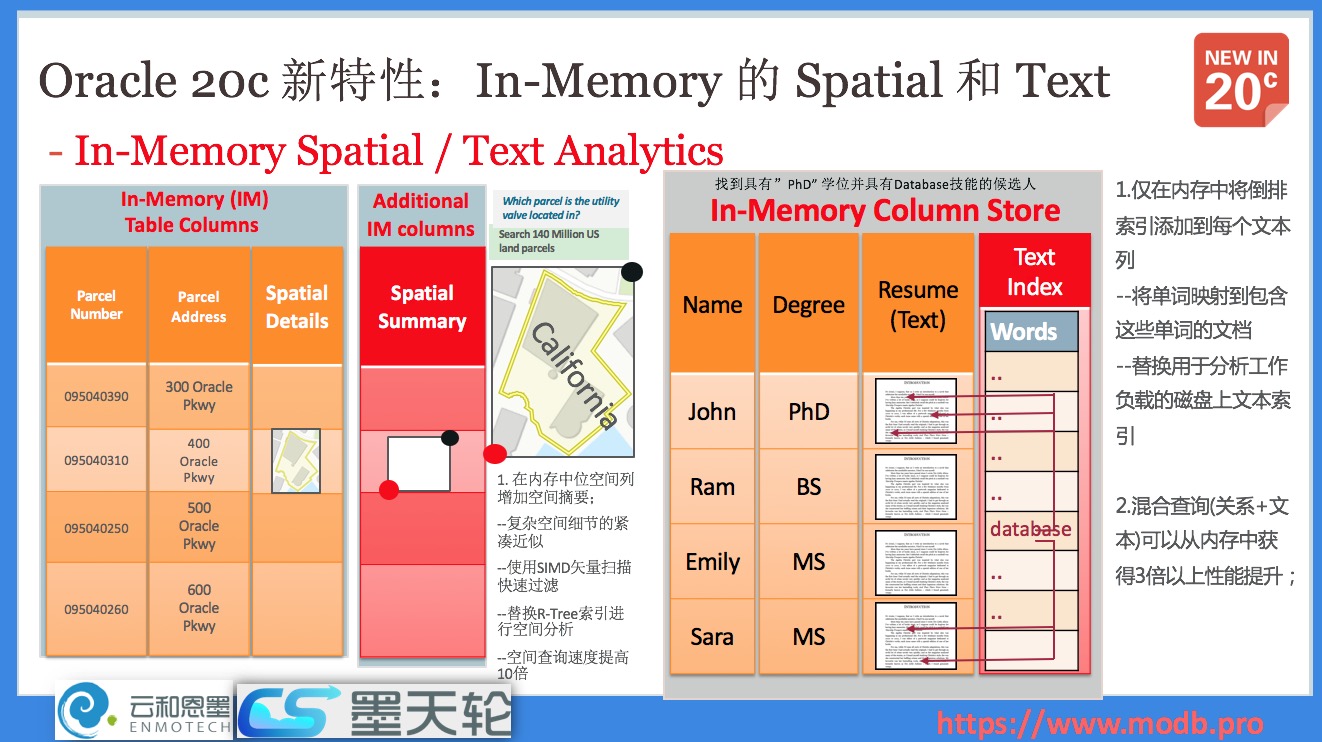 Oracle 20c 新特性：In-Memory 的 Spatial 和 Text
NEW IN
20c
- In-Memory Spatial / Text Analytics
In-Memory (IM)
Table Columns
Parcel
Number
Parcel
Address
Spatial
Details
095040390
300 Oracle
Pkwy
095040310
400
Oracle
Pkwy
095040250
500
Oracle
Pkwy
095040260
600
Oracle
Pkwy
Additional
IM columns
Spatial
Summary
Which parcel is the utility
valve located in?
Search 140 Million US
land parcels
California
1. 在内存中位空间列
增加空间摘要；
--复杂空间细节的紧
凑近似
--使用SIMD矢量扫描
快速过滤
--替换R-Tree索引进
行空间分析
--空间查询速度提高
10倍
找到具有” PhD” 学位并具有Database技能的候选人
In-Memory Column Store
Name
Degree
Resume
(Text)
Text
Index
Words
John
PhD
Ram
BS
Emily
MS
Sara
MS
INTRODUCTION
INTRODUCTION
INTRODUCTION
INTRODUCTION
..
..
..
..
database
..
..
1.仅在内存中将倒排
索引添加到每个文本
列
--将单词映射到包含
这些单词的文档
--替换用于分析工作
负载的磁盘上文本索
引
2.混合查询(关系+文
本)可以从内存中获
得3倍以上性能提升；
云和恩墨
ENMOTECH
墨天轮
https://www.modb.pro